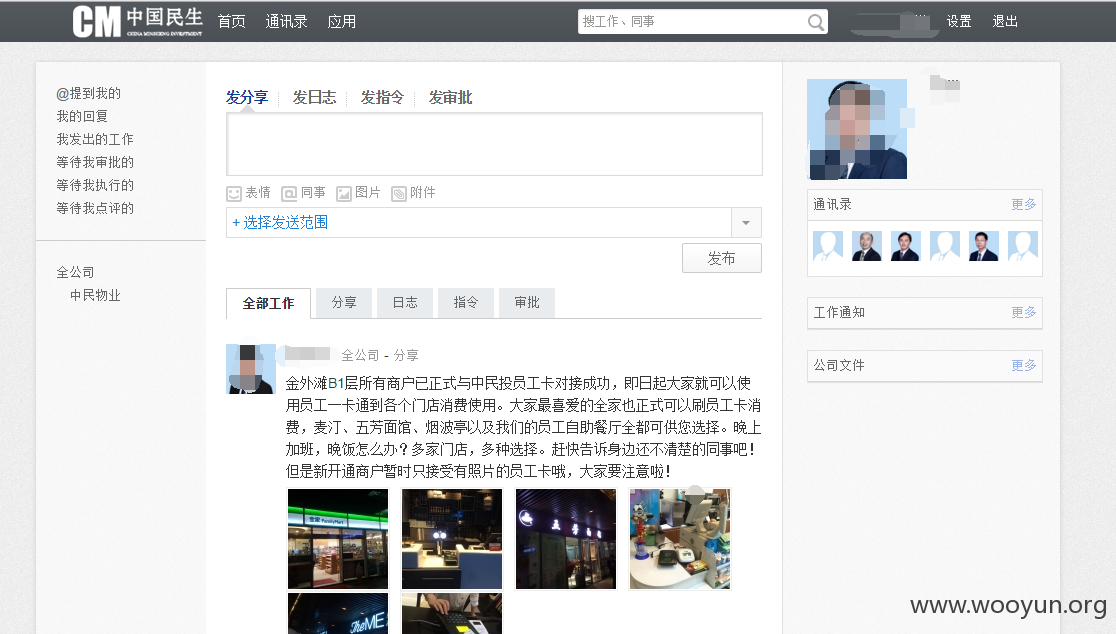 CM 中国民生 首页 通讯录 应用 搜工作、同事 设置 退出
CHINA MINSHENG INVESTMENT
@提到我的
我的回复
我发出的工作
等待我审批的
等待我执行的
等待我点评的
全公司
中民物业
发分享 发日志 发指令 发审批
表情 同事 图片 附件
+ 选择发送范围
发布
全部工作 分享 日志 指令 审批
全公司 - 分享
金外滩B1层所有商户已正式与中民投员工卡对接成功，即日起大家就可以使
用员工一卡通到各个门店消费使用。大家最喜爱的全家也正式可以刷员工卡消
费，麦汀、五芳面馆、烟波亭以及我们的员工自助餐厅全都可供您选择。晚上
加班，晚饭怎么办？多家门店，多种选择。赶快告诉身边还不清楚的同事吧！
但是新开通商户暂时只接受有照片的员工卡哦，大家要注意啦！
全家 FamilyMart
TheME
通讯录 更多
工作通知 更多
公司文件 更多
www.wooyun.org